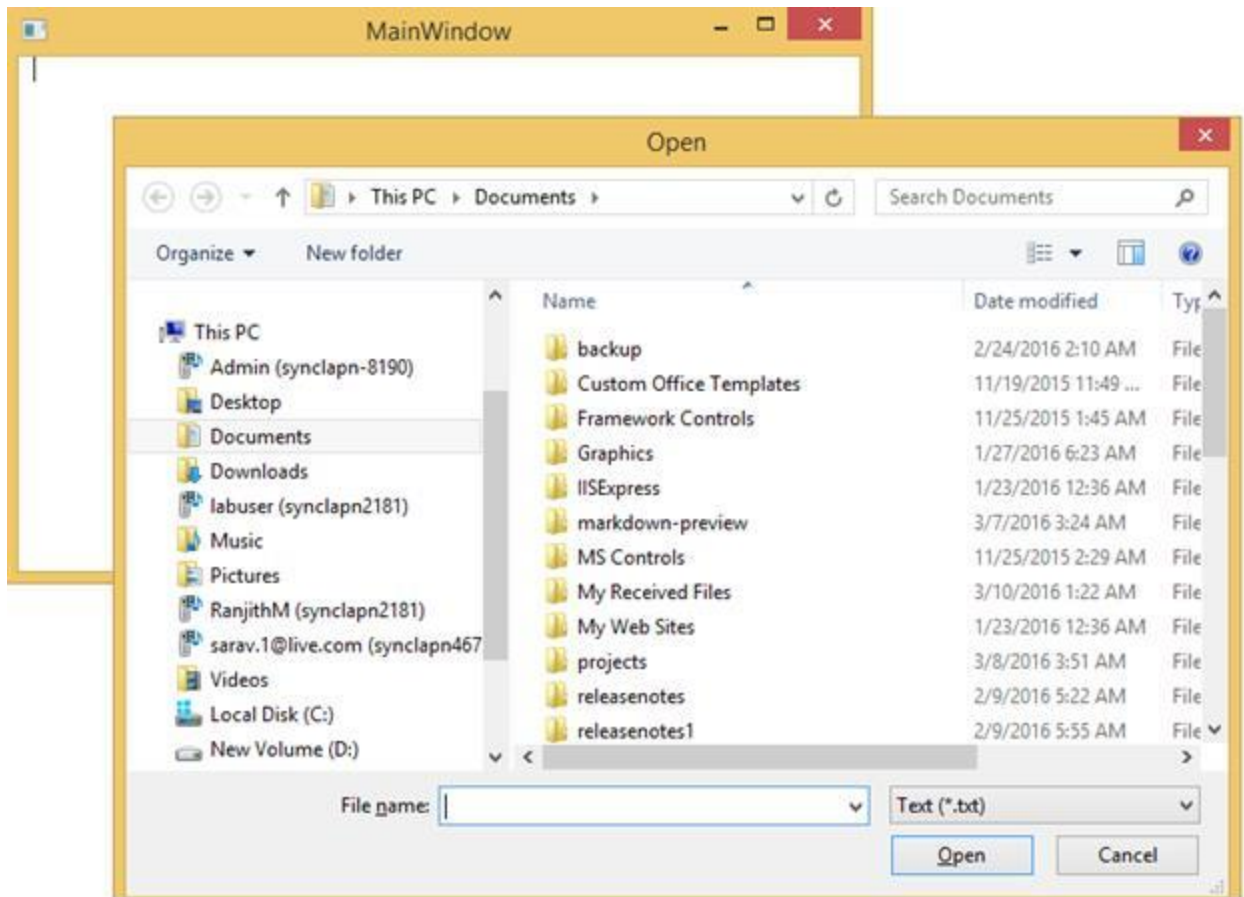 MainWindow
Open
This PC Documents
Search Documents
Organize New folder
Name Date modified
This PC
Admin (synclapn-8190)
Desktop
Documents
Downloads
labuser (synclapn2181)
Music
Pictures
RanjithM (synclapn2181)
sarav.1@live.com (synclapn467
Videos
Local Disk (C:)
New Volume (D:)
backup 2/24/2016 2:10 AM File
Custom Office Templates 11/19/2015 11:49 ... File
Framework Controls 11/25/2015 1:45 AM File
Graphics 1/27/2016 6:23 AM File
IISExpress 1/23/2016 12:36 AM File
markdown-preview 3/7/2016 3:24 AM File
MS Controls 11/25/2015 2:29 AM File
My Received Files 3/10/2016 1:22 AM File
My Web Sites 1/23/2016 12:36 AM File
projects 3/8/2016 3:51 AM File
releasenotes 2/9/2016 5:22 AM File
releasenotes1 2/9/2016 5:55 AM File
File name: Text (*.txt)
Open Cancel